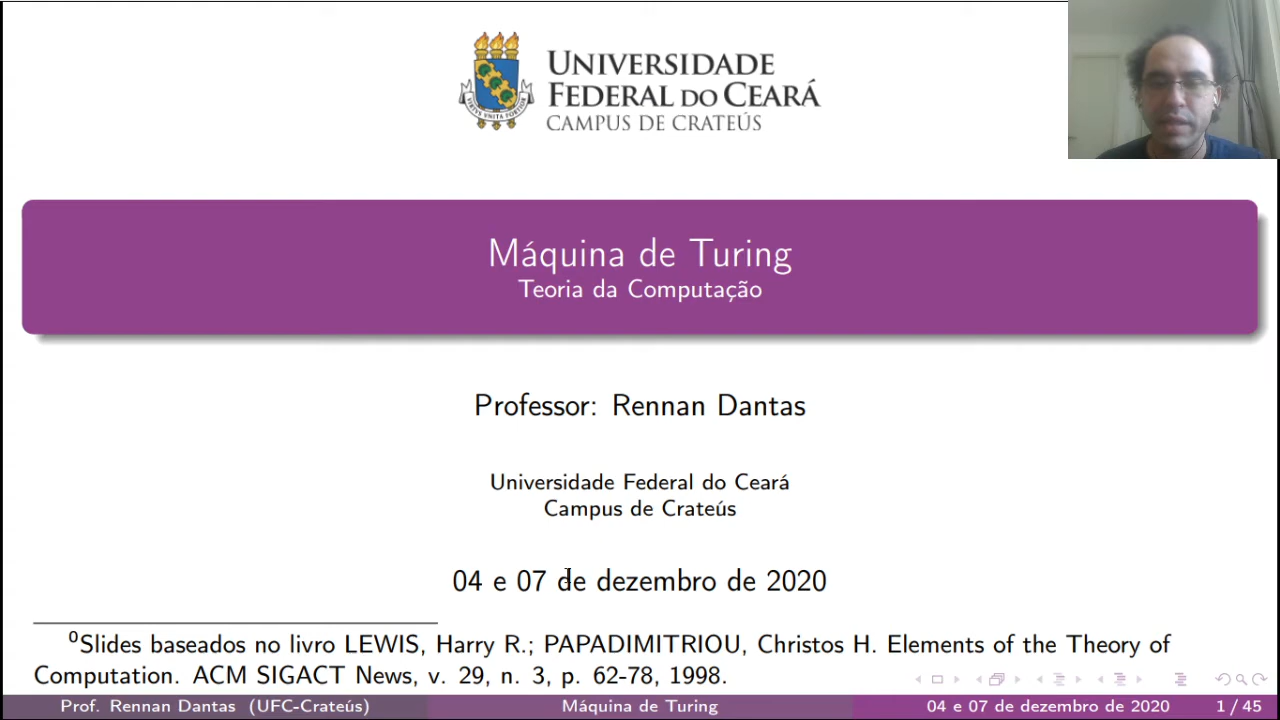 UNIVERSIDADE
FEDERAL DO CEARÁ
CAMPUS DE CRATEÚS
VIRTUS UNITA FORTIOR
Máquina de Turing
Teoria da Computação
Professor: Rennan Dantas
Universidade Federal do Ceará
Campus de Crateús
04 e 07 de dezembro de 2020
⁰Slides baseados no livro LEWIS, Harry R.; PAPADIMITRIOU, Christos H. Elements of the Theory of
Computation. ACM SIGACT News, v. 29, n. 3, p. 62-78, 1998.
Prof. Rennan Dantas (UFC-Crateús) Máquina de Turing 04 e 07 de dezembro de 2020 1 / 45